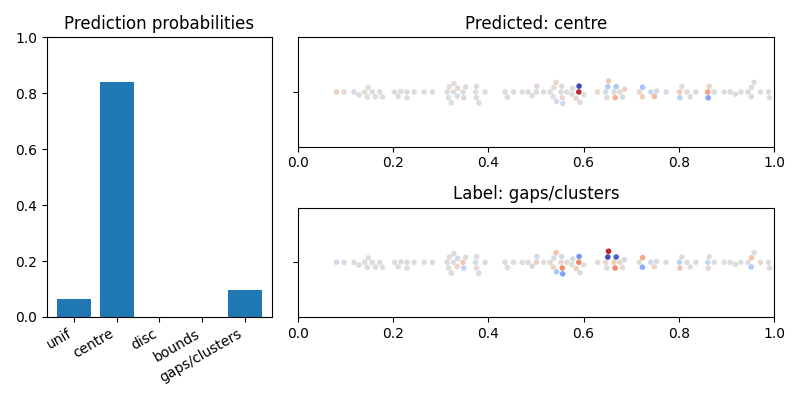 Prediction probabilities
1.0
0.8
0.6
0.4
0.2
0.0
unif
centre
disc
bounds
gaps/clusters
Predicted: centre
0.0 0.2 0.4 0.6 0.8 1.0
Label: gaps/clusters
0.0 0.2 0.4 0.6 0.8 1.0